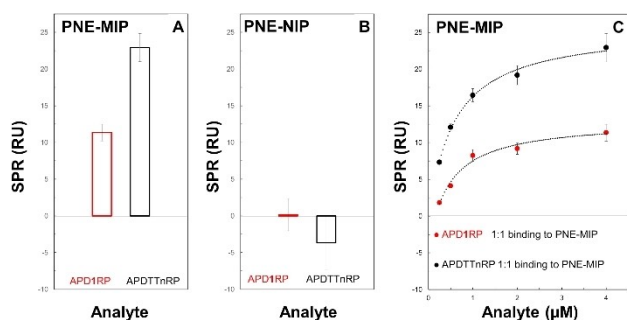 PNE-MIP A
SPR (RU)
25
20
15
10
5
0
-5
-10
APD1RP APDTTnRP
Analyte
PNE-NIP B
SPR (RU)
25
20
15
10
5
0
-5
-10
APD1RP APDTTnRP
Analyte
PNE-MIP C
SPR (RU)
25
20
15
10
5
0
-5
-10
APD1RP 1:1 binding to PNE-MIP
APDTTnRP 1:1 binding to PNE-MIP
0 1 2 3 4
Analyte (μM)